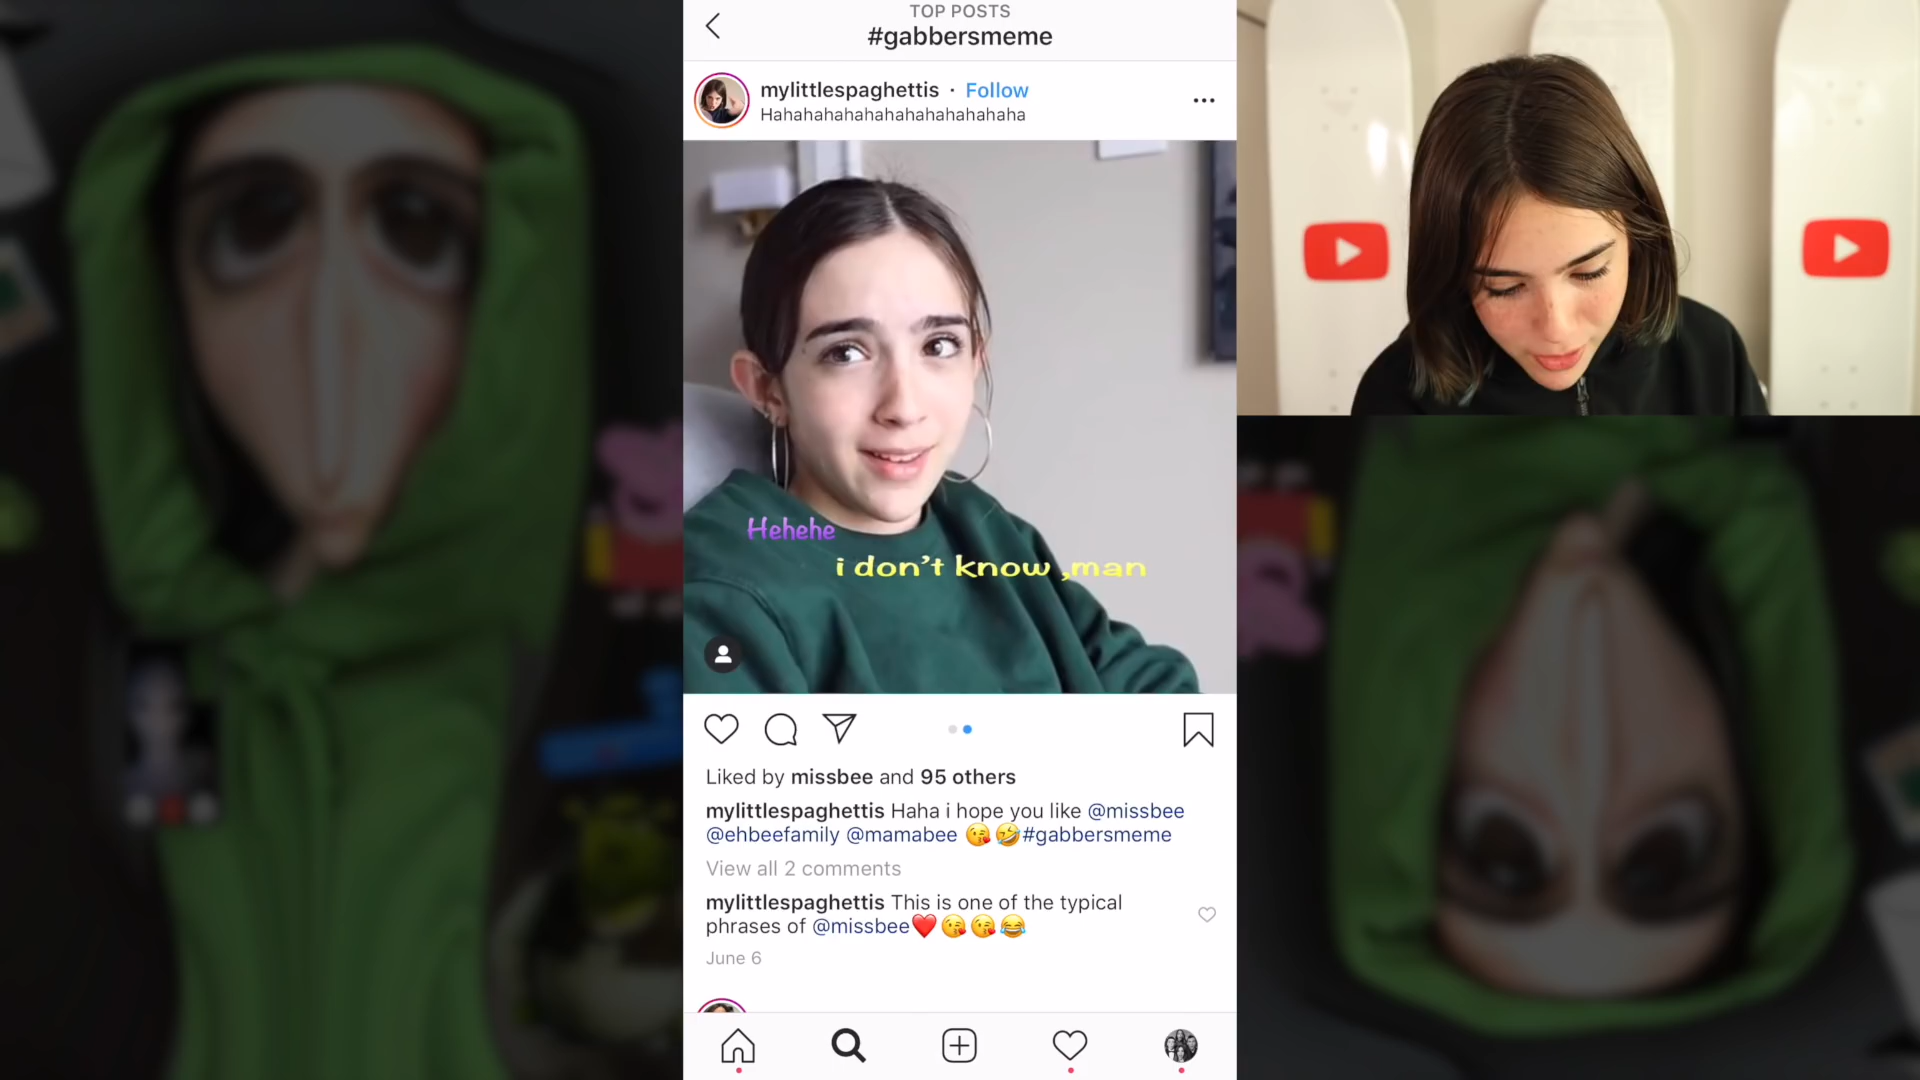 TOP POSTS
#gabbersmeme
mylittlespaghettis · Follow
Hahahahahahahahahahahahaha
Hehehe
i don't know ,man
Liked by missbee and 95 others
mylittlespaghettis Haha i hope you like @missbee
@ehbeefamily @mamabee 😘🤣#gabbersmeme
View all 2 comments
mylittlespaghettis This is one of the typical
phrases of @missbee❤️😘😘😂
June 6